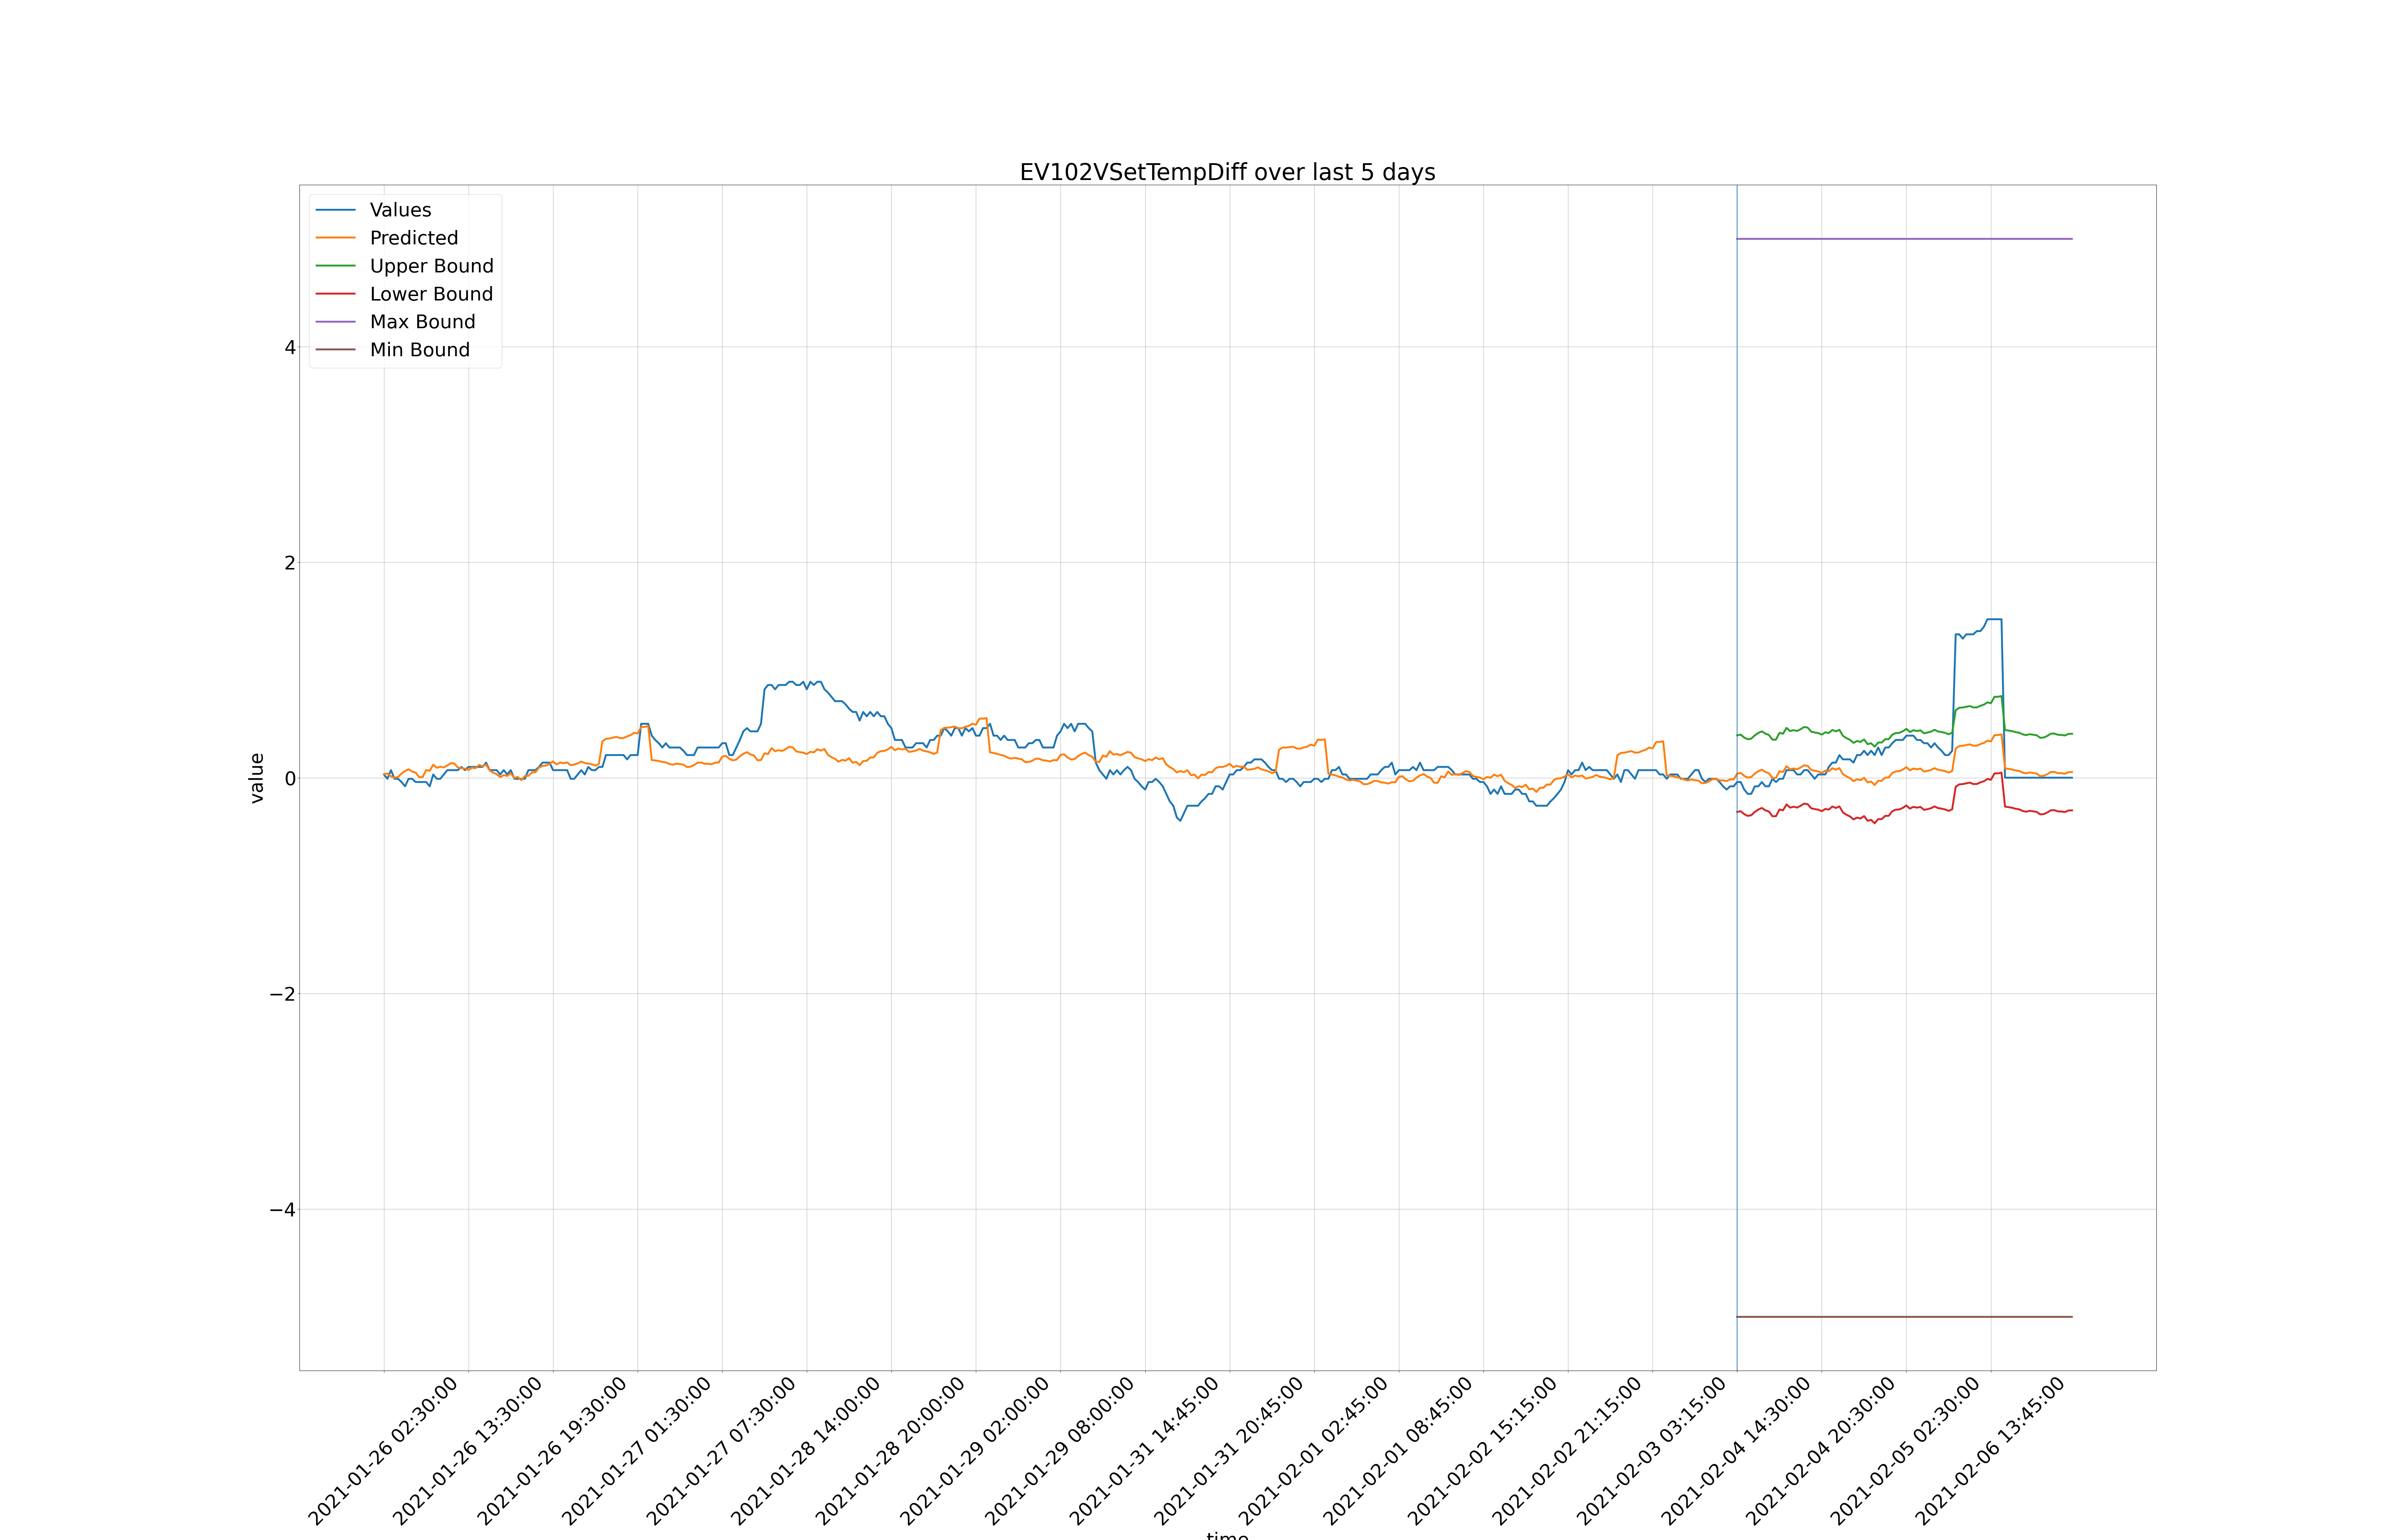 EV102VSetTempDiff over last 5 days
Values
Predicted
Upper Bound
Lower Bound
Max Bound
Min Bound
value
4
2
0
−2
−4
2021-01-26 02:30:00
2021-01-26 13:30:00
2021-01-26 19:30:00
2021-01-27 01:30:00
2021-01-27 07:30:00
2021-01-28 14:00:00
2021-01-28 20:00:00
2021-01-29 02:00:00
2021-01-29 08:00:00
2021-01-31 14:45:00
2021-01-31 20:45:00
2021-02-01 02:45:00
2021-02-01 08:45:00
2021-02-02 15:15:00
2021-02-02 21:15:00
2021-02-03 03:15:00
2021-02-04 14:30:00
2021-02-04 20:30:00
2021-02-05 02:30:00
2021-02-06 13:45:00
time